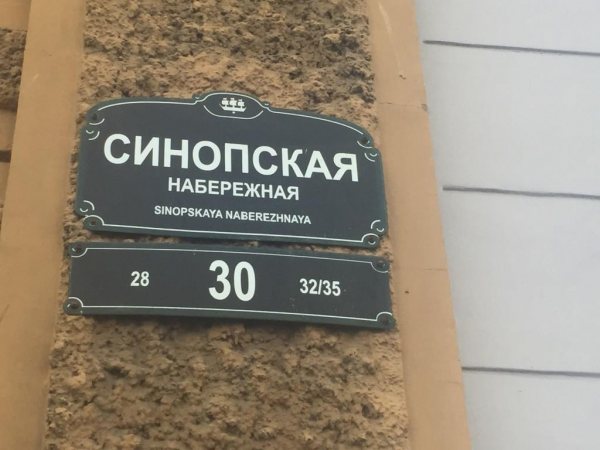 СИНОПСКАЯ
НАБЕРЕЖНАЯ
SINOPSKAYA NABEREZHNAYA
28 30 32/35